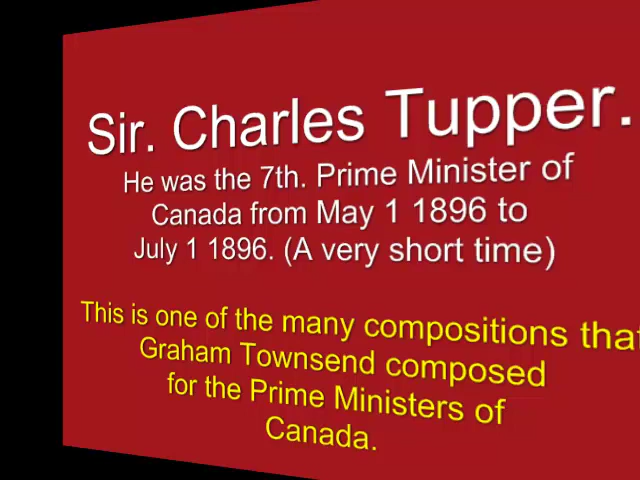 Sir. Charles Tupper.
He was the 7th. Prime Minister of
Canada from May 1 1896 to
July 1 1896. (A very short time)
This is one of the many compositions that
Graham Townsend composed
for the Prime Ministers of
Canada.